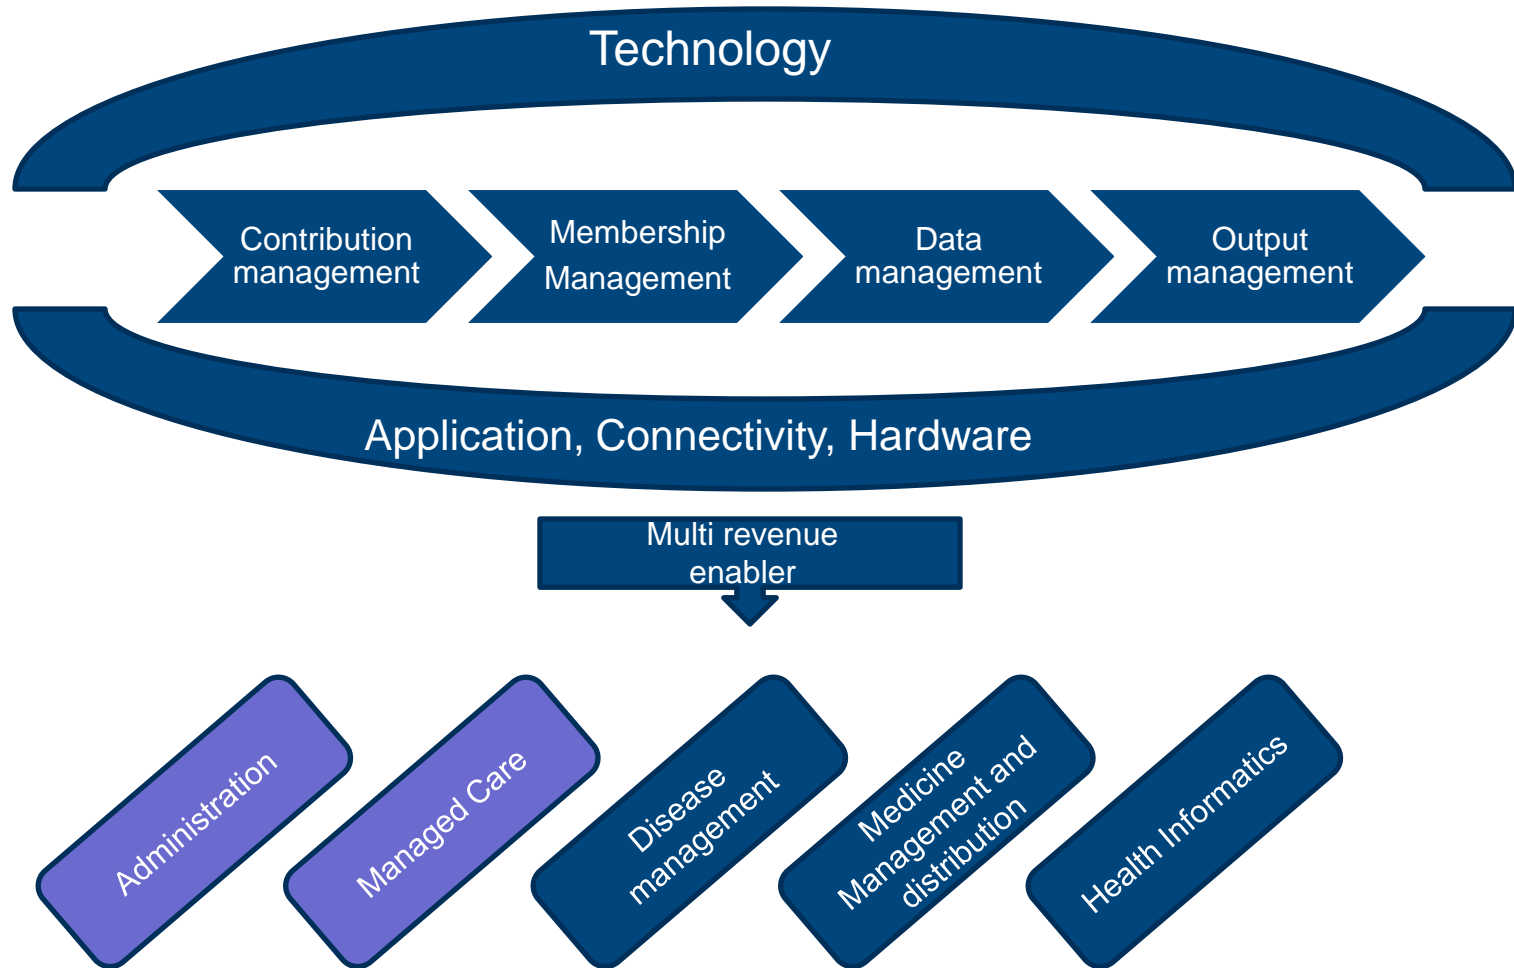 Technology
Contribution
management
Membership
Management
Data
management
Output
management
Application, Connectivity, Hardware
Multi revenue
enabler
Administration
Managed Care
Disease
management
Medicine
Management and
distribution
Health Informatics